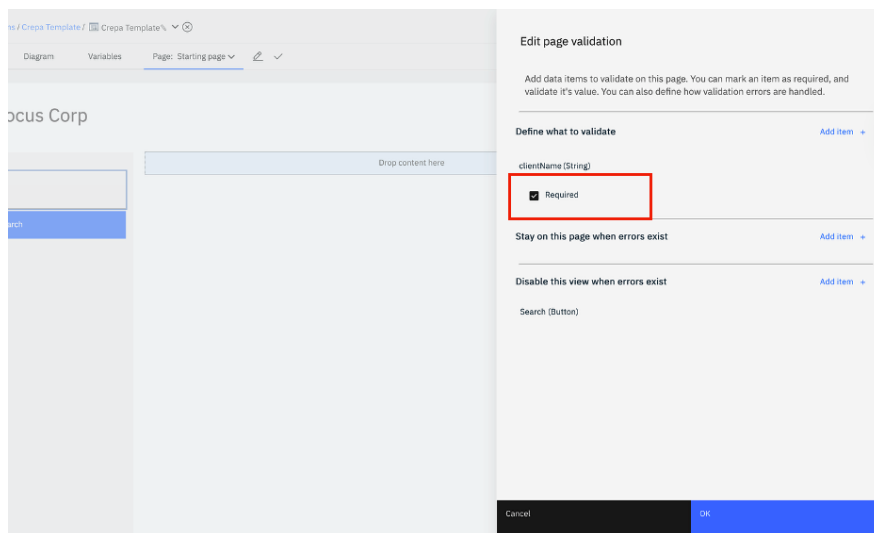 ns / Crepa Template / Crepa Template
Diagram Variables Page: Starting page
ocus Corp
Drop content here
arch
Edit page validation
Add data items to validate on this page. You can mark an item as required, and
validate it's value. You can also define how validation errors are handled.
Define what to validate Add item +
clientName (String)
Required
Stay on this page when errors exist Add item +
Disable this view when errors exist Add item +
Search (Button)
Cancel OK